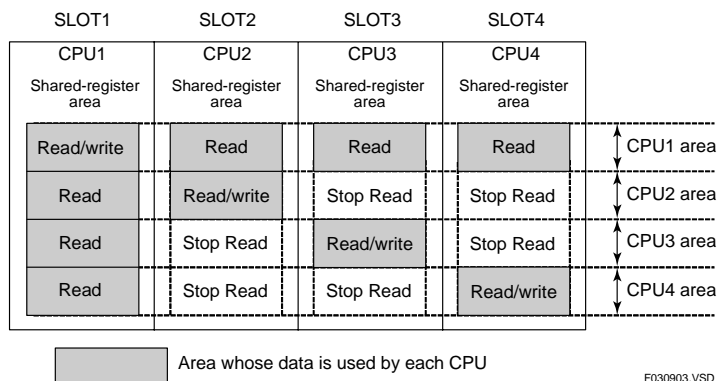 SLOT1 SLOT2 SLOT3 SLOT4
CPU1 CPU2 CPU3 CPU4
Shared-register Shared-register Shared-register Shared-register
area area area area
Read/write Read Read Read CPU1 area
Read Read/write Stop Read Stop Read CPU2 area
Read Stop Read Read/write Stop Read CPU3 area
Read Stop Read Stop Read Read/write CPU4 area
Area whose data is used by each CPU
F030903.VSD